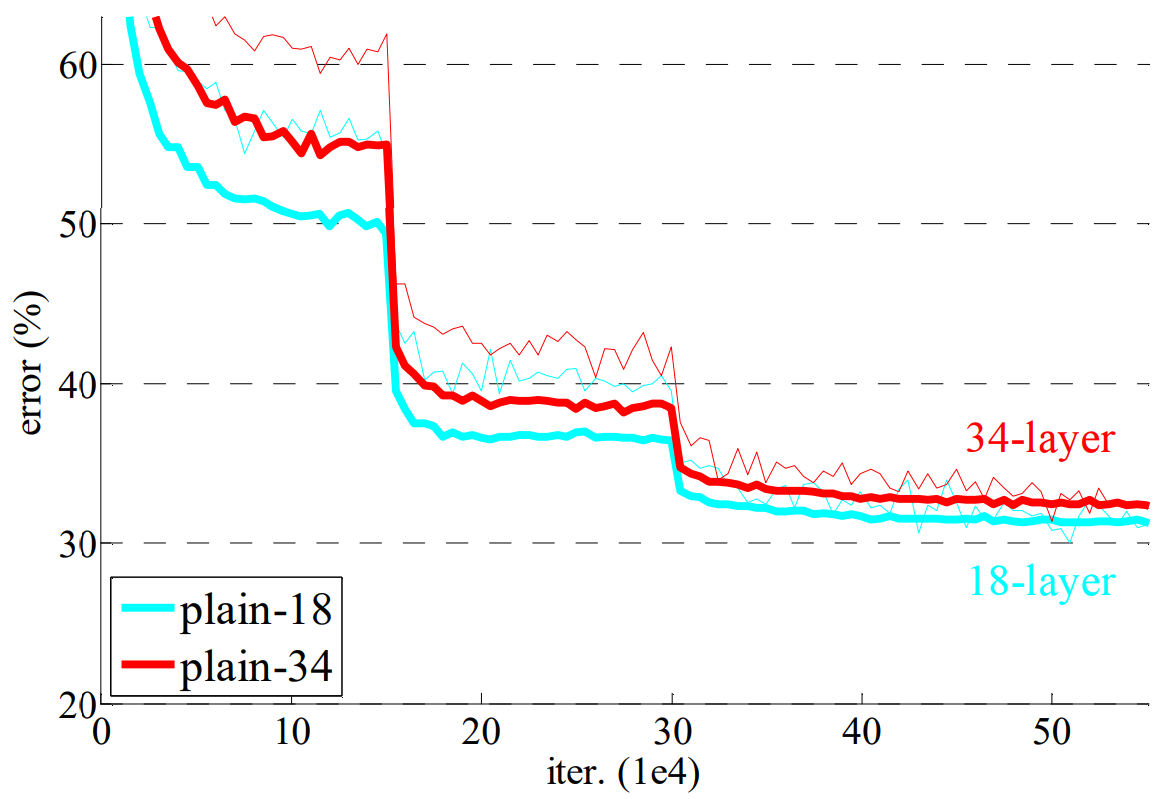 60
50
40
30
20
error (%)
34-layer
18-layer
plain-18
plain-34
0 10 20 30 40 50
iter. (1e4)